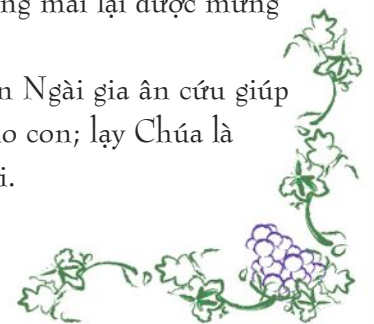 ng mãi lại được mừng
n Ngài gia ân cứu giúp
o con; lạy Chúa là
i.